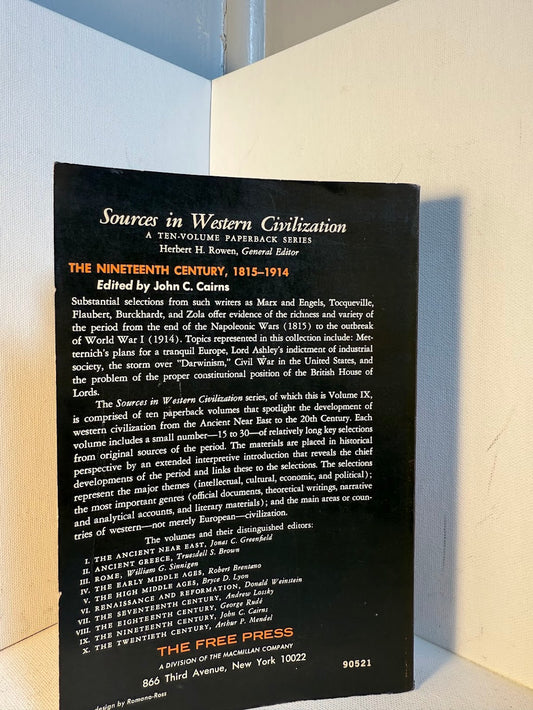 Sources in Western Civilization
A TEN-VOLUME PAPERBACK SERIES
Herbert H. Rowen, General Editor
THE NINETEENTH CENTURY, 1815–1914
Edited by John C. Cairns
Substantial selections from such writers as Marx and Engels, Tocqueville,
Flaubert, Burckhardt, and Zola offer evidence of the richness and variety of
the period from the end of the Napoleonic Wars (1815) to the outbreak
of World War I (1914). Topics represented in this collection include: Met-
ternich's plans for a tranquil Europe, Lord Ashley's indictment of industrial
society, the storm over "Darwinism," Civil War in the United States, and
the problem of the proper constitutional position of the British House of
Lords.
The Sources in Western Civilization series, of which this is Volume IX,
is comprised of ten paperback volumes that spotlight the development of
western civilization from the Ancient Near East to the 20th Century. Each
volume includes a small number—15 to 30—of relatively long key selections
from original sources of the period. The materials are placed in historical
perspective by an extended interpretive introduction that reveals the chief
developments of the period and links these to the selections. The selections
represent the major themes (intellectual, cultural, economic, and political);
the most important genres (official documents, theoretical writings, narrative
and analytical accounts, and literary materials); and the main areas or coun-
tries of western—not merely European—civilization.
The volumes and their distinguished editors:
I. THE ANCIENT NEAR EAST, Jonas C. Greenfield
II. ANCIENT GREECE, Truesdell S. Brown
III. ROME, William G. Sinnigen
IV. THE EARLY MIDDLE AGES, Robert Brentano
V. THE HIGH MIDDLE AGES, Bryce D. Lyon
VI. RENAISSANCE AND REFORMATION, Donald Weinstein
VII. THE SEVENTEENTH CENTURY, Andrew Lossky
VIII. THE EIGHTEENTH CENTURY, George Rudé
IX. THE NINETEENTH CENTURY, John C. Cairns
X. THE TWENTIETH CENTURY, Arthur P. Mendel
THE FREE PRESS
A DIVISION OF THE MACMILLAN COMPANY
866 Third Avenue, New York 10022
90521
design by Romano-Ross